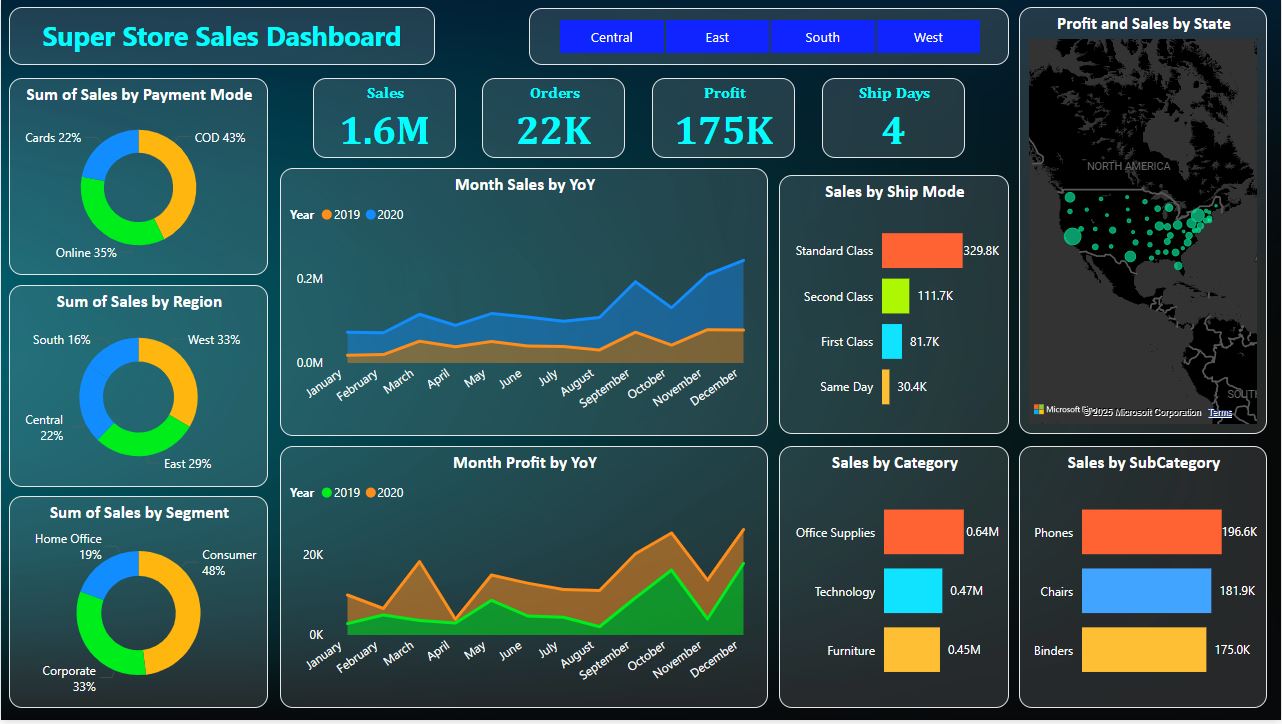 Super Store Sales Dashboard
Central East South West
Profit and Sales by State
NORTH AMERICA
SOUTH
Microsoft
©2025 Microsoft Corporation Terms
Sum of Sales by Payment Mode
Cards 22%
COD 43%
Online 35%
Sales
1.6M
Orders
22K
Profit
175K
Ship Days
4
Month Sales by YoY
Year 2019 2020
0.2M
0.0M
January
February
March
April
May
June
July
August
September
October
November
December
Sales by Ship Mode
Standard Class 329.8K
Second Class 111.7K
First Class 81.7K
Same Day 30.4K
Sum of Sales by Region
South 16%
West 33%
Central
22%
East 29%
Month Profit by YoY
Year 2019 2020
20K
0K
January
February
March
April
May
June
July
August
September
October
November
December
Sales by Category
Office Supplies 0.64M
Technology 0.47M
Furniture 0.45M
Sales by SubCategory
Phones 196.6K
Chairs 181.9K
Binders 175.0K
Sum of Sales by Segment
Home Office
19%
Consumer
48%
Corporate
33%